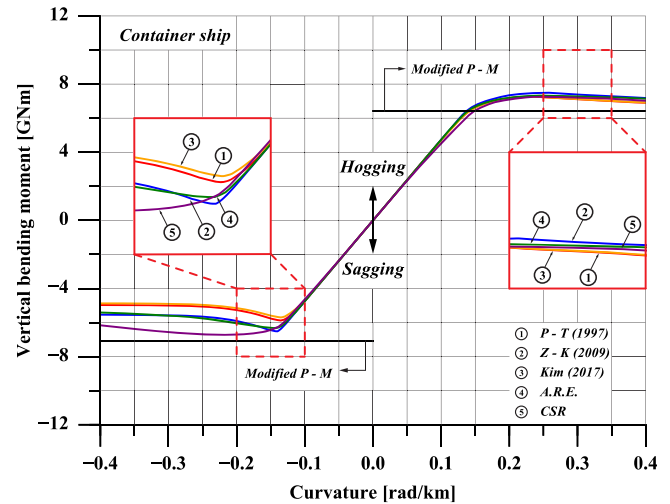 Container ship
Modified P - M
Hogging
Sagging
Modified P - M
3
1
5
2
4
4
2
5
3
1
① P - T (1997)
② Z - K (2009)
③ Kim (2017)
④ A.R.E.
⑤ CSR
12
8
4
0
−4
−8
−12
Vertical bending moment [GNm]
−0.4 −0.3 −0.2 −0.1 0.0 0.1 0.2 0.3 0.4
Curvature [rad/km]